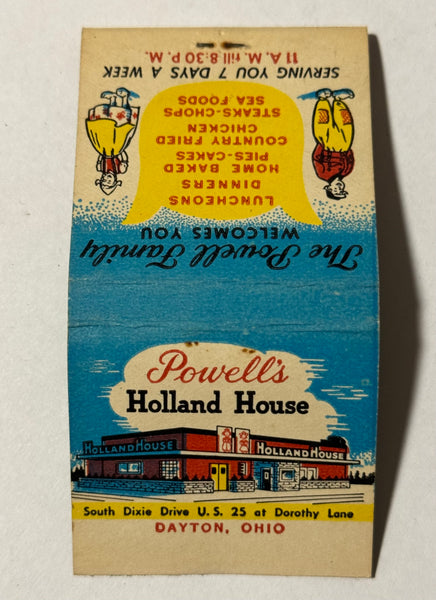 Powell's
Holland House
HOLLAND HOUSE
HOLLAND HOUSE
South Dixie Drive U.S. 25 at Dorothy Lane
DAYTON, OHIO
The Powell Family
WELCOMES YOU
LUNCHEONS
DINNERS
HOME BAKED
PIES-CAKES
COUNTRY FRIED
CHICKEN
STEAKS-CHOPS
SEA FOODS
SERVING YOU 7 DAYS A WEEK
11 A.M. till 8:30 P.M.